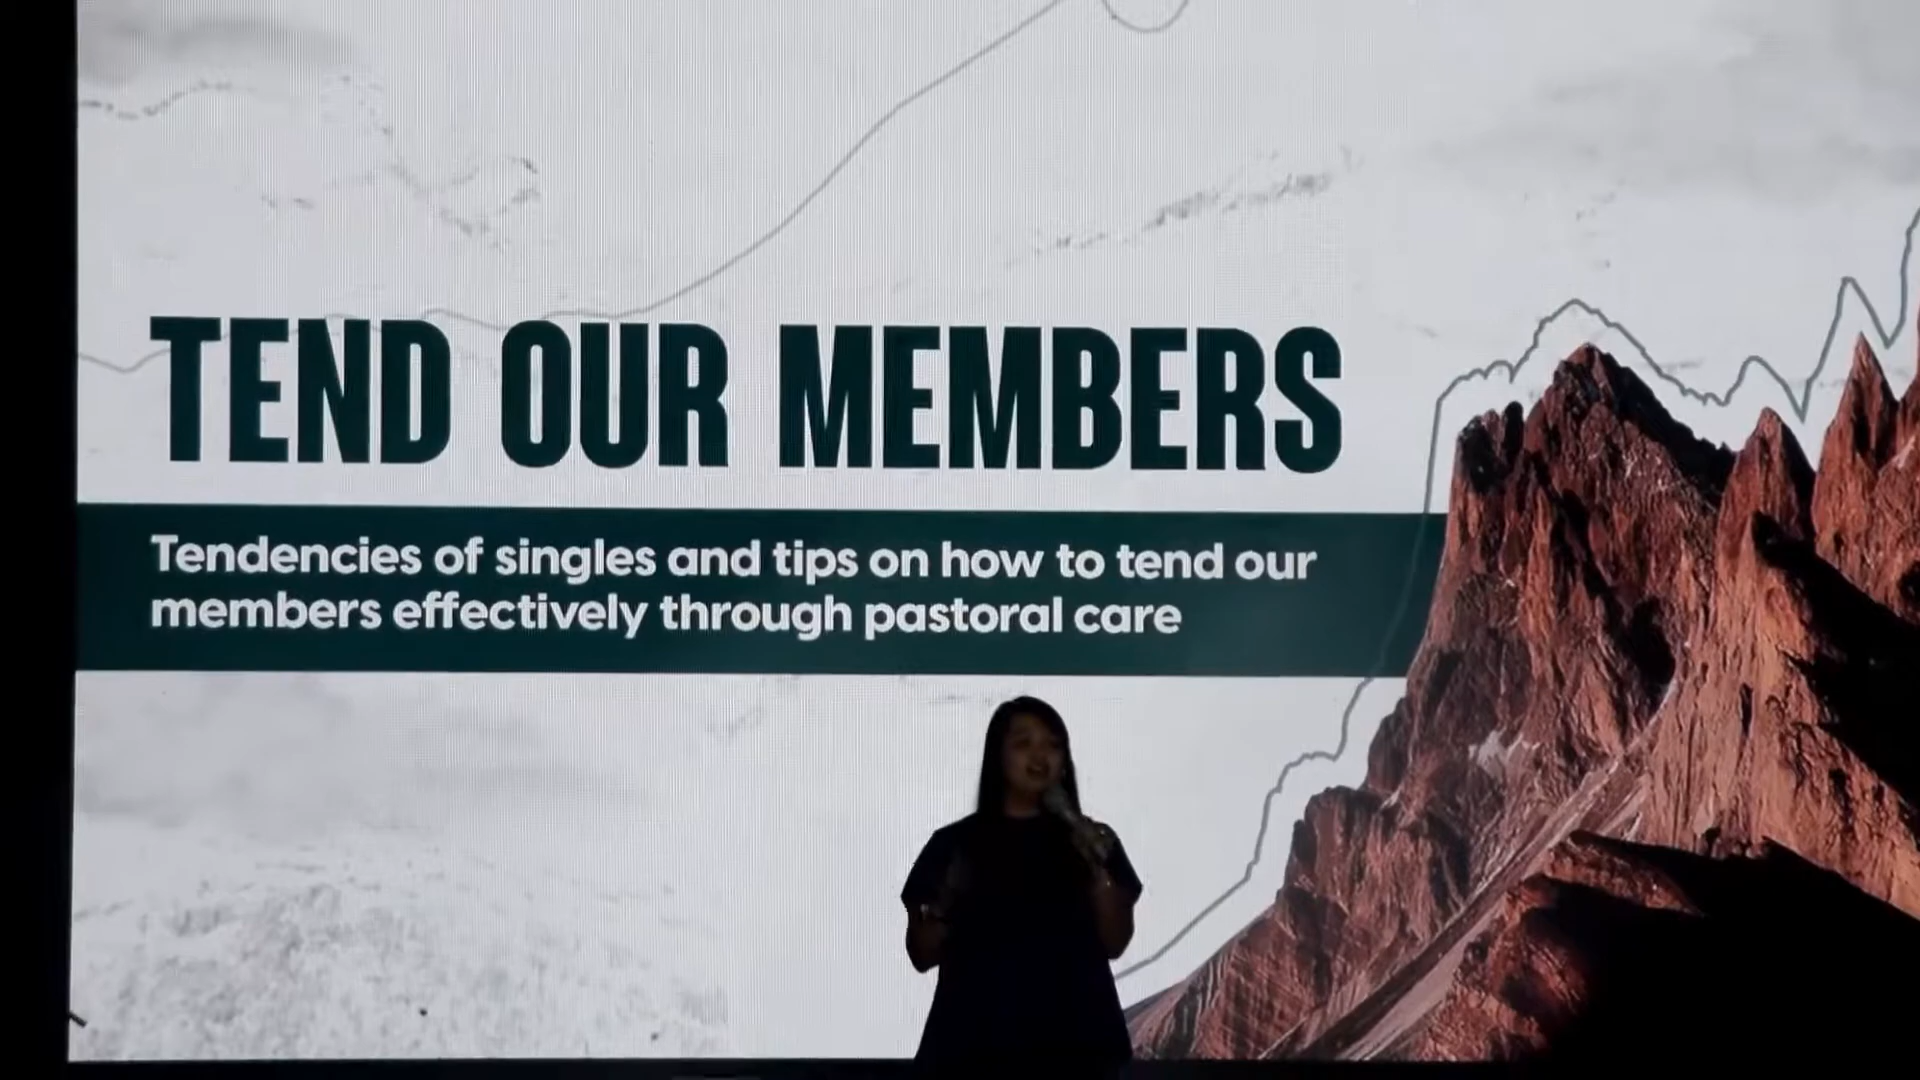 TEND OUR MEMBERS
Tendencies of singles and tips on how to tend our
members effectively through pastoral care